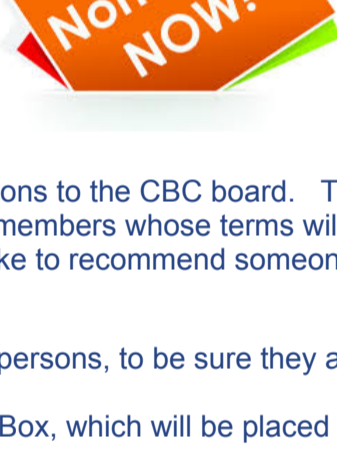 NOW!
ons to the CBC board. T
members whose terms wil
ke to recommend someon
persons, to be sure they a
Box, which will be placed